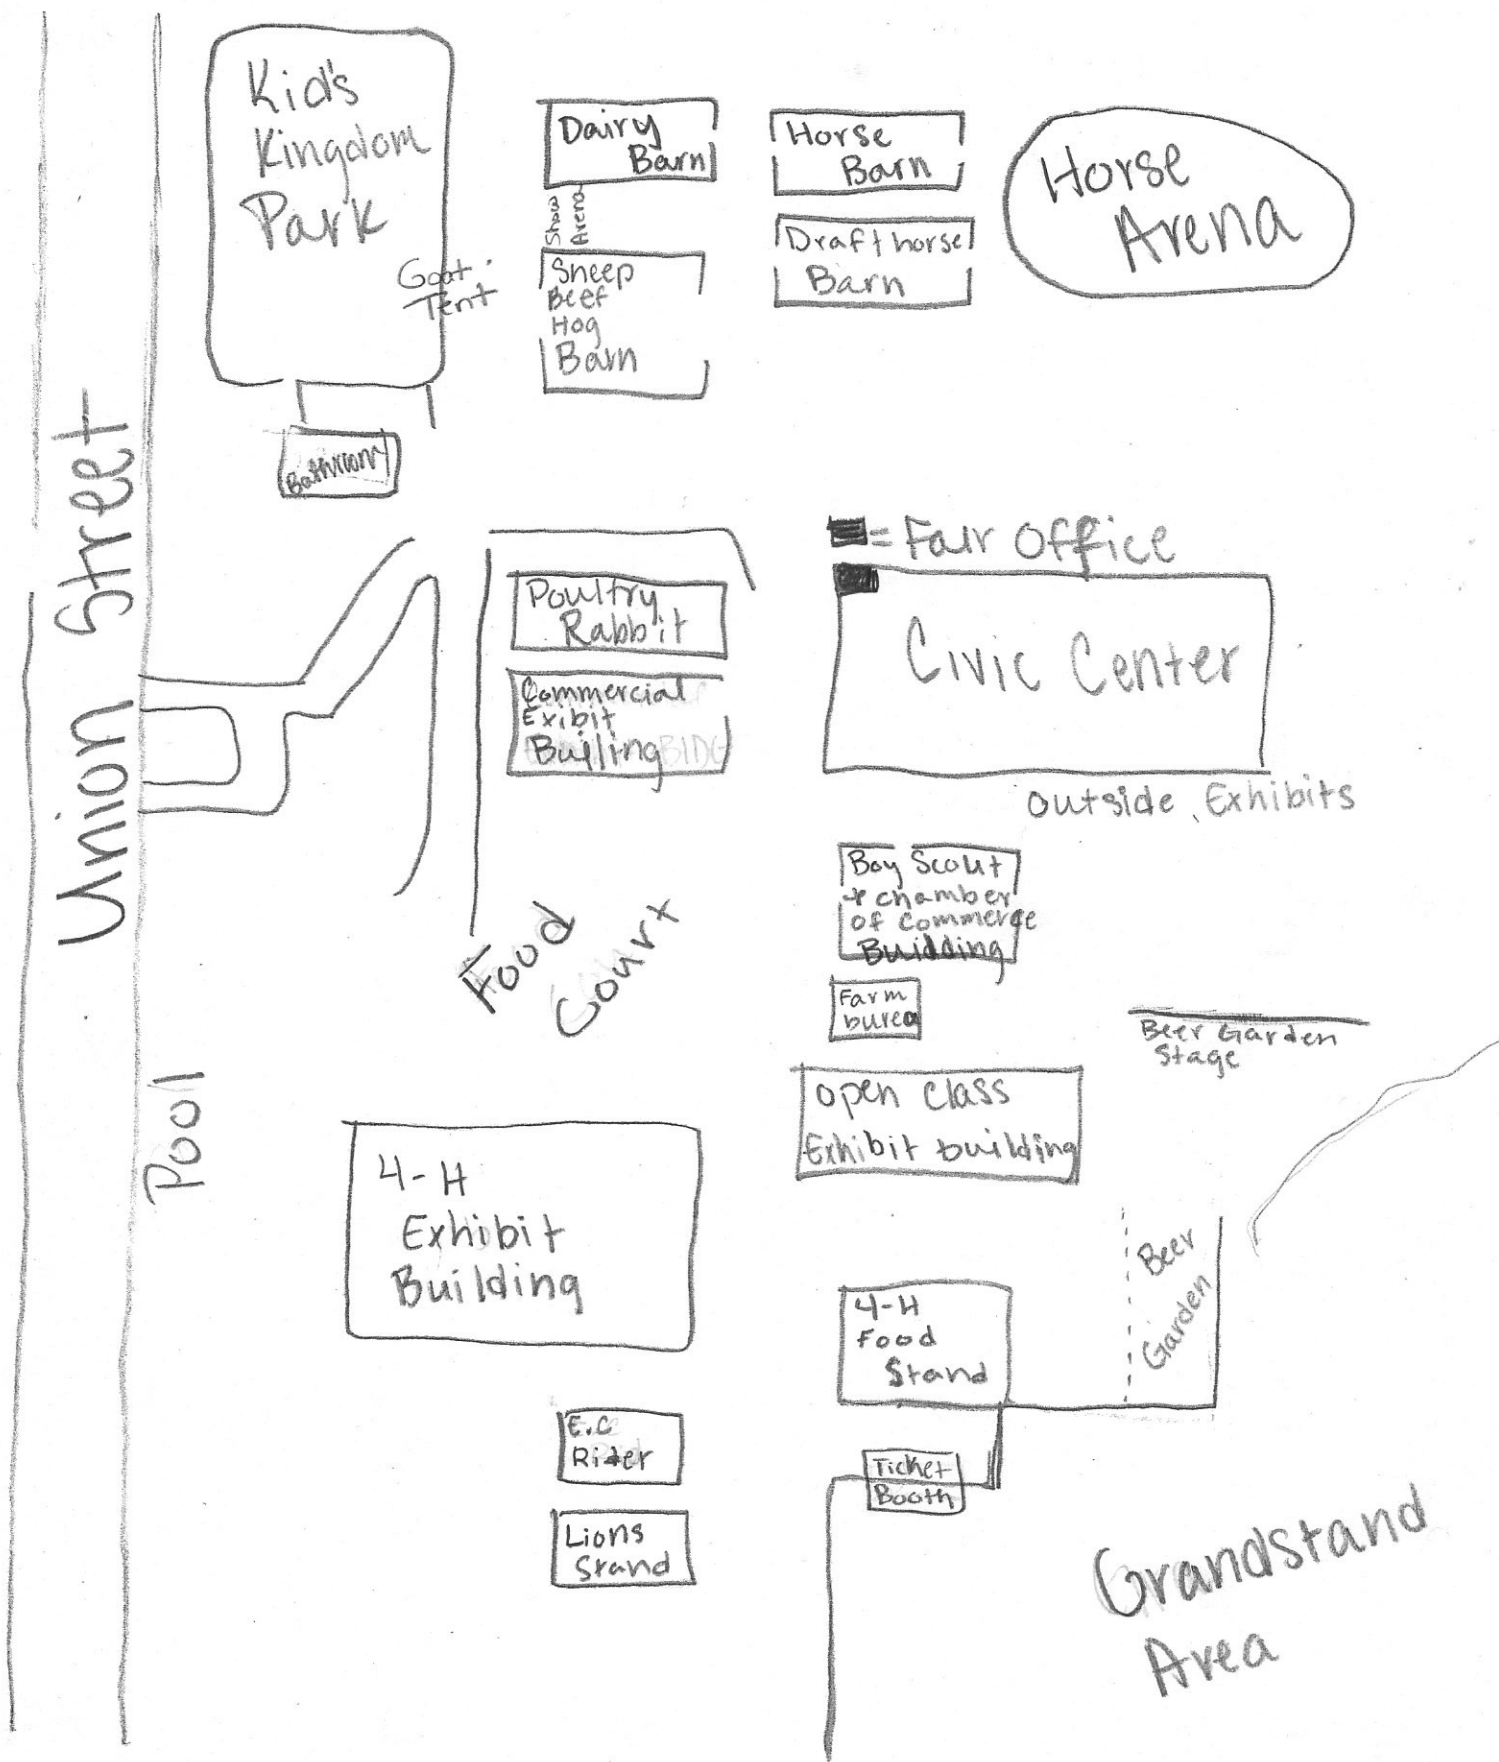 Kid's
Kingdom
Park
Dairy
Barn
Horse
Barn
Horse
Arena
Show
Arena
Drafthorse
Barn
Goat
Tent
Sheep
Beef
Hog
Barn
Bathroom
Union Street
= Fair Office
Poultry
Rabbit
Civic Center
Commercial
Exibit
Builing BlDG
Outside Exhibits
Boy Scout
+ chamber
of commerce
Building
Food
Court
Farm
burea
Beer Garden
Stage
Pool
open class
Exhibit building
4-H
Exhibit
Building
Beer
Garden
4-H
Food
Stand
E.C
Rider
Ticket
Booth
Lions
Stand
Grandstand
Area